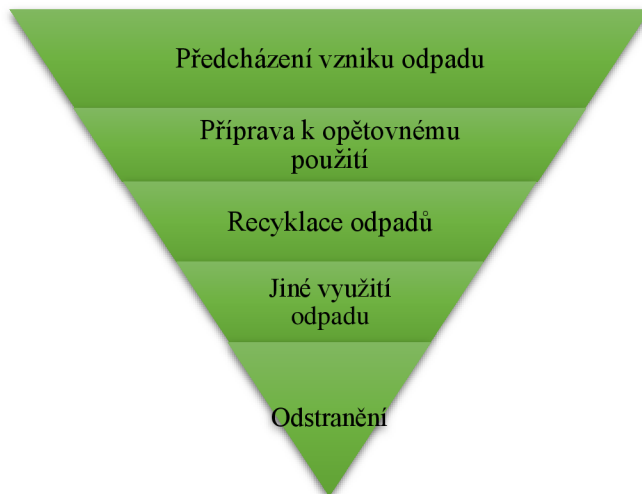 Předcházení vzniku odpadu
Příprava k opětovnému
použití
Recyklace odpadů
Jiné využití
odpadu
Odstranění